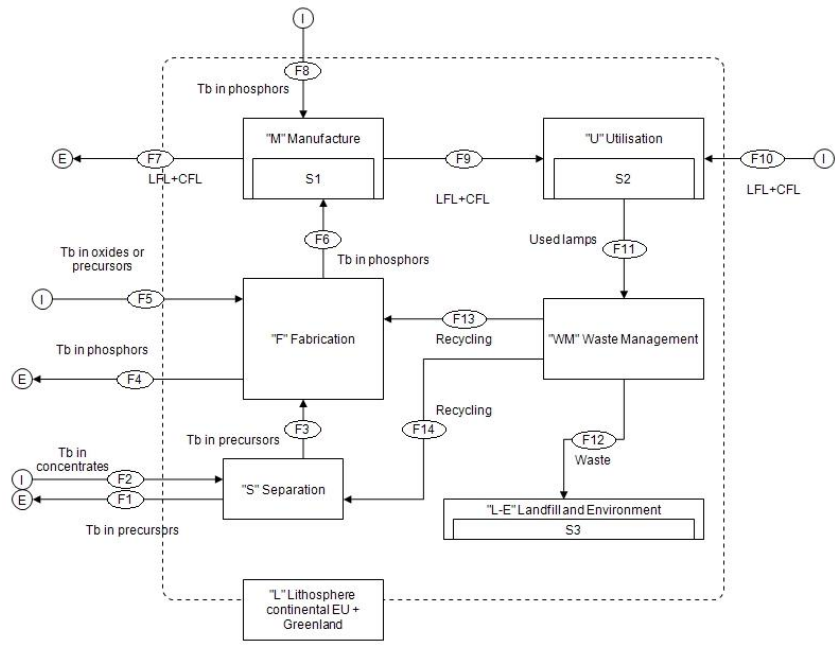 I
F8
Tb in phosphors
"M" Manufacture
S1
"U" Utilisation
S2
E
F7
LFL+CFL
F9
LFL+CFL
F10
I
LFL+CFL
F6
Tb in phosphors
Used lamps
F11
Tb in oxides or
precursors
I
F5
"F" Fabrication
F13
Recycling
"WM" Waste Management
Tb in phosphors
E
F4
Recycling
F14
F3
Tb in precursors
F12
Waste
Tb in
concentrates
I
F2
"S" Separation
E
F1
Tb in precursors
"L-E" Landfill and Environment
S3
"L" Lithosphere
continental EU +
Greenland